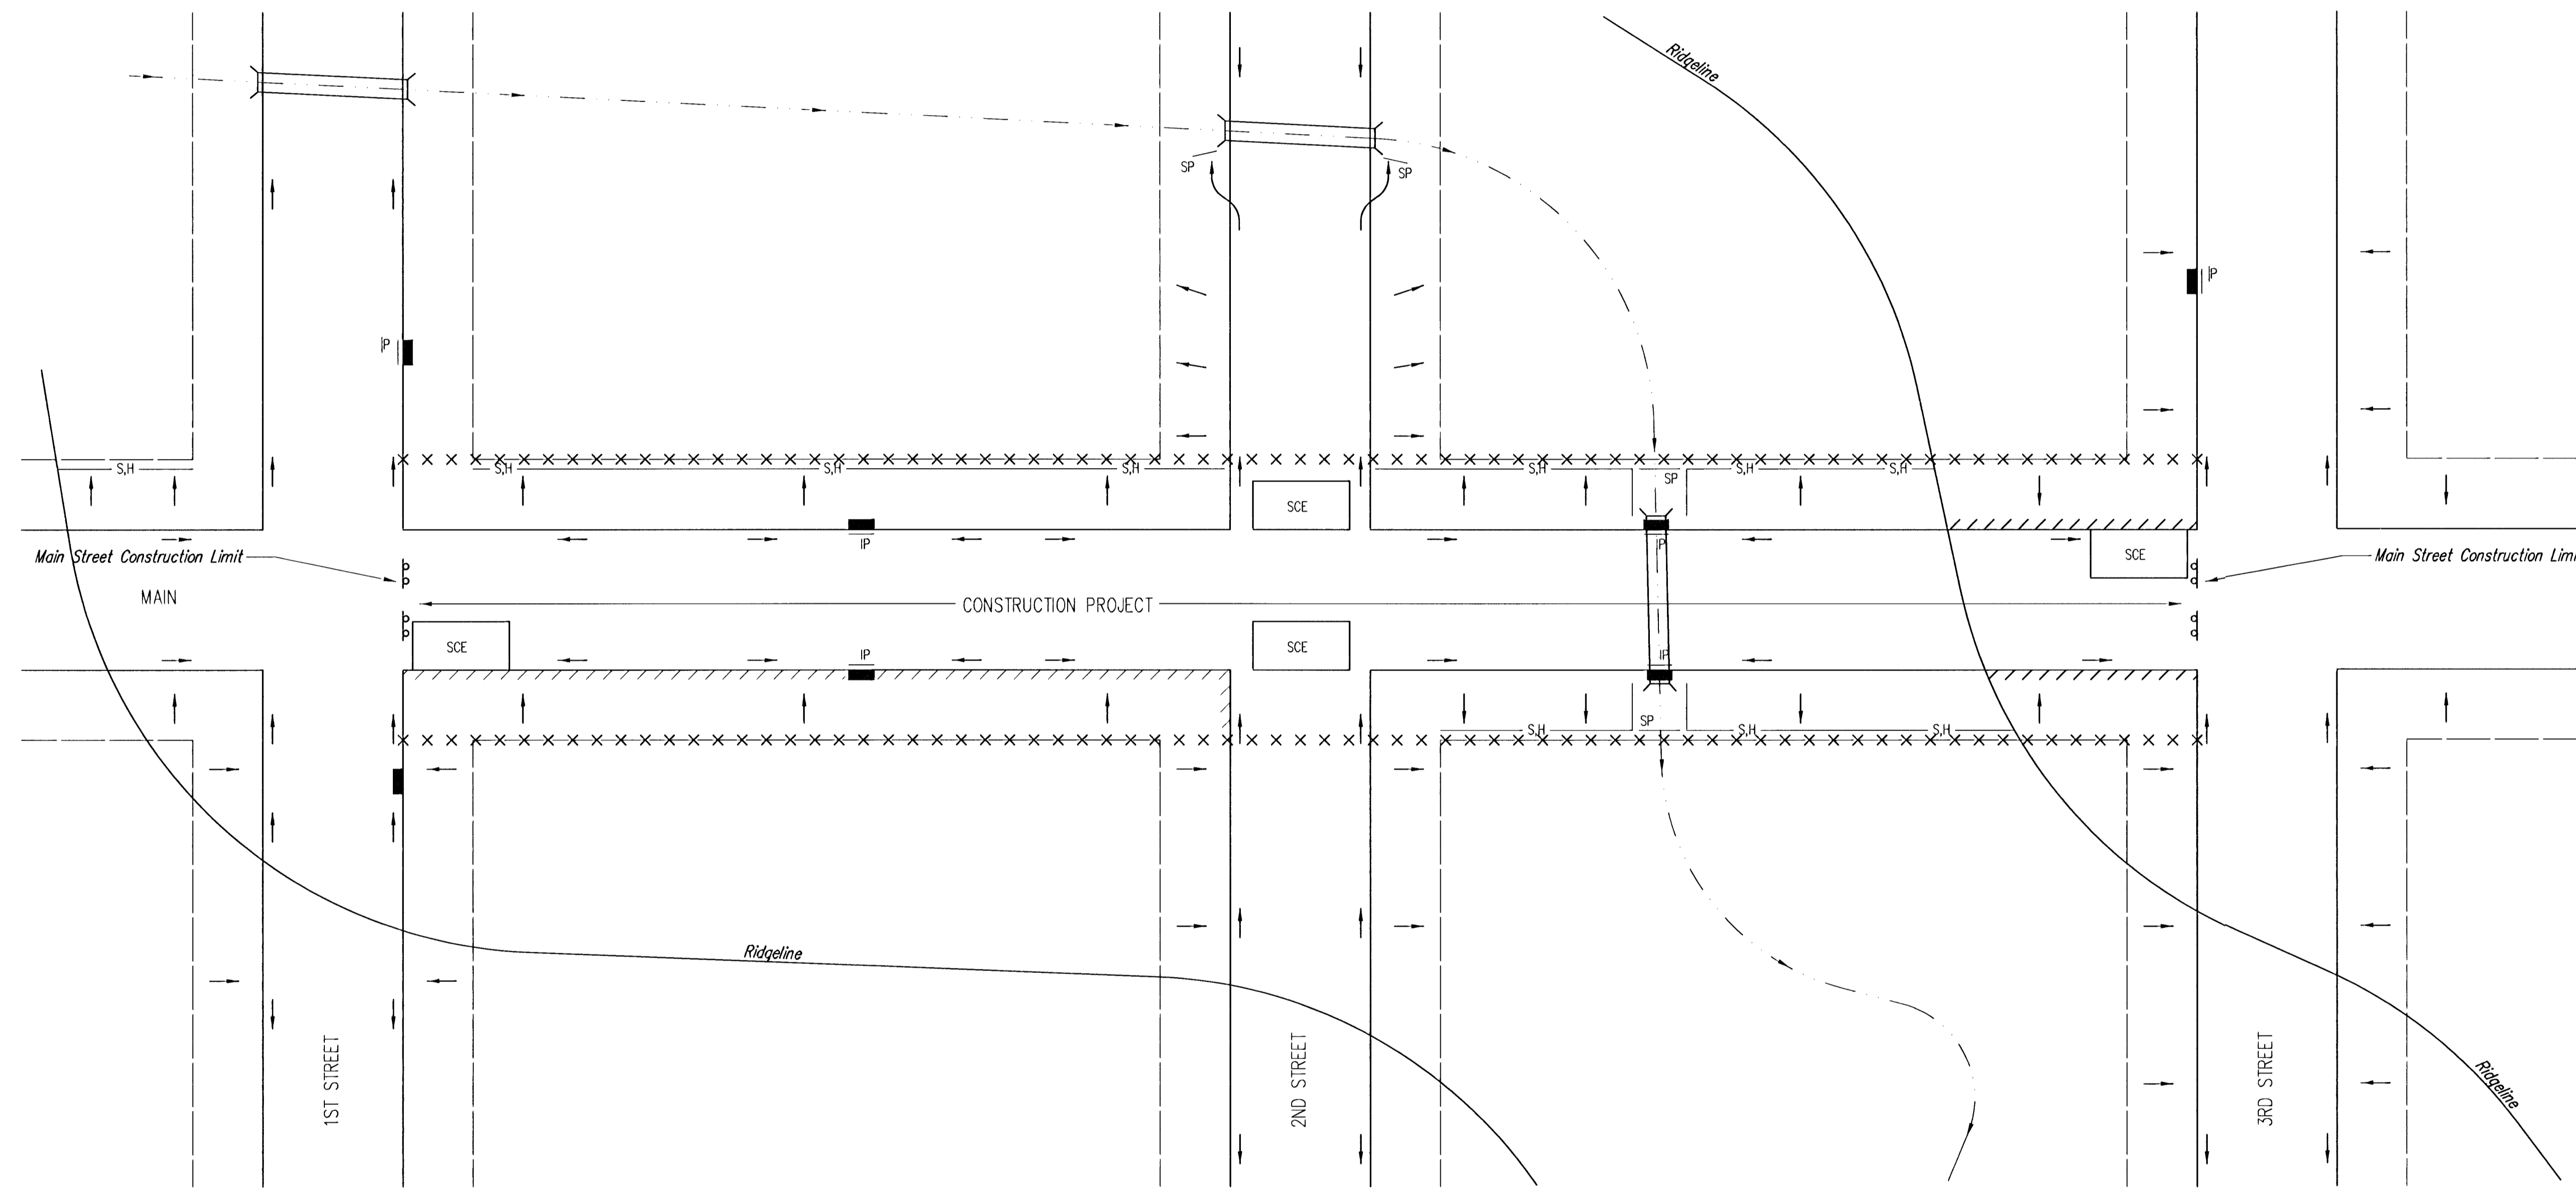 Ridgeline
SP
SP
IP
IP
S,H
S,H
S,H
S,H
S,H
S,H
S,H
SP
SCE
IP
IP
SCE
Main Street Construction Limit
Main Street Construction Limi
MAIN
CONSTRUCTION PROJECT
SCE
SCE
IP
IP
SP
S,H
S,H
S,H
Ridgeline
1ST STREET
2ND STREET
3RD STREET
Ridgeline